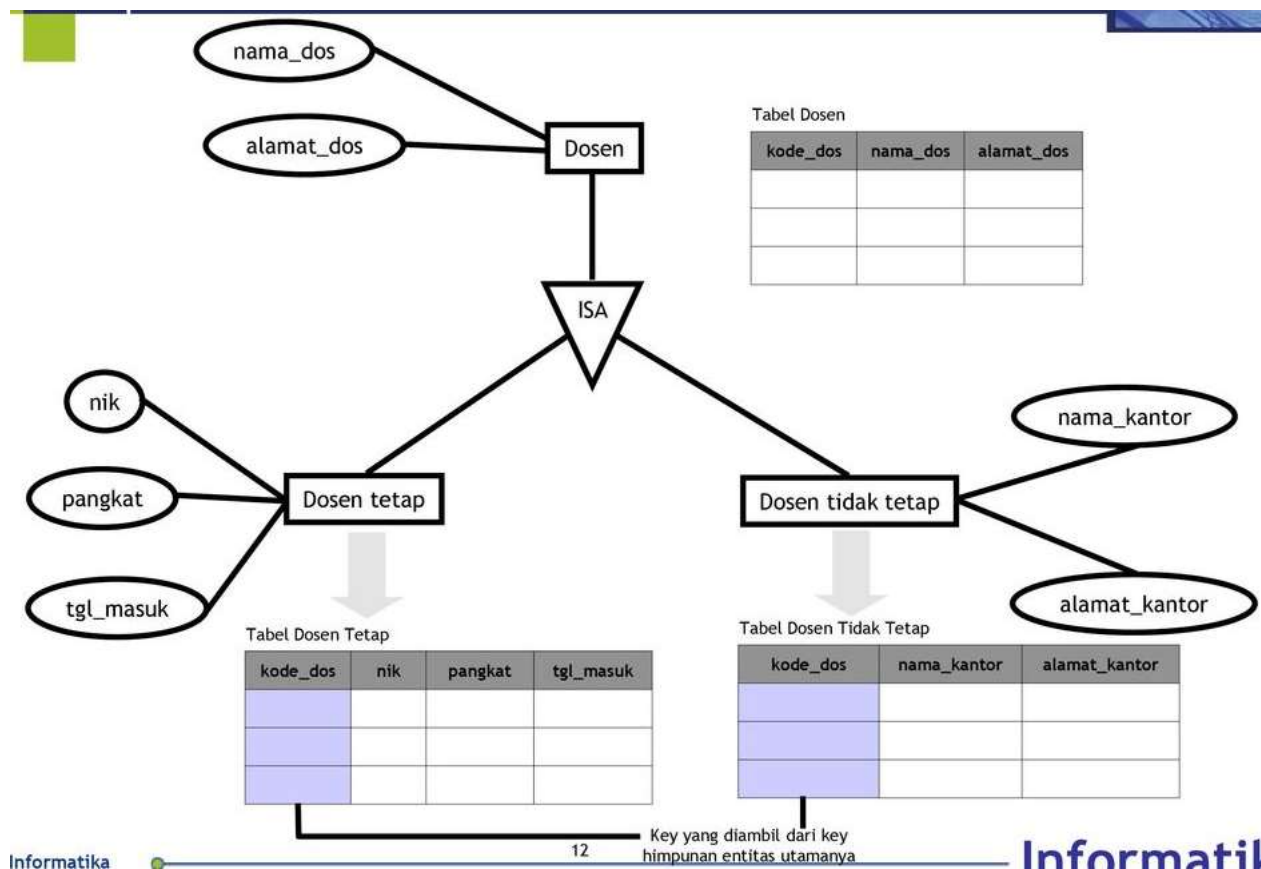 nama_dos
alamat_dos
Dosen
Tabel Dosen
kode_dos nama_dos alamat_dos
ISA
nik
pangkat
tgl_masuk
Dosen tetap
Dosen tidak tetap
nama_kantor
alamat_kantor
Tabel Dosen Tetap
kode_dos nik pangkat tgl_masuk
Tabel Dosen Tidak Tetap
kode_dos nama_kantor alamat_kantor
Key yang diambil dari key
himpunan entitas utamanya
Informatika
12
Informatik